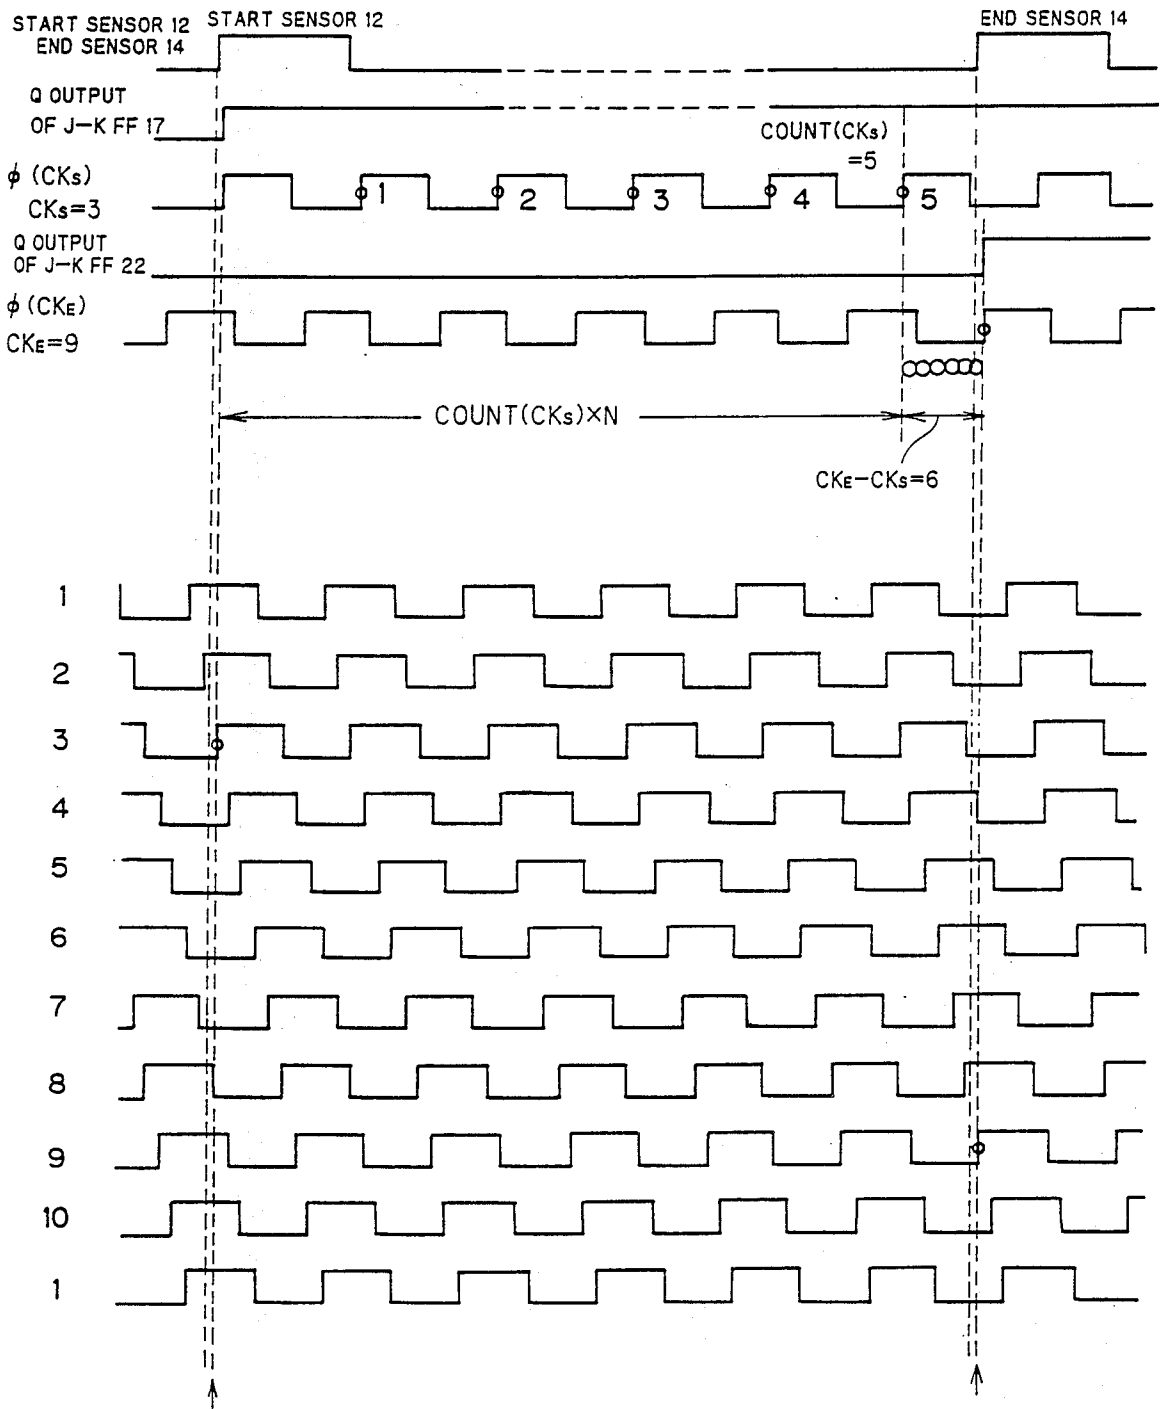 START SENSOR 12
END SENSOR 14
START SENSOR 12
END SENSOR 14
Q OUTPUT
OF J-K FF 17
COUNT(CKs)
=5
ϕ (CKs)
CKs=3
1 2 3 4 5
Q OUTPUT
OF J-K FF 22
ϕ (CKE)
CKE=9
COUNT(CKs)×N
CKE-CKs=6
1
2
3
4
5
6
7
8
9
10
1